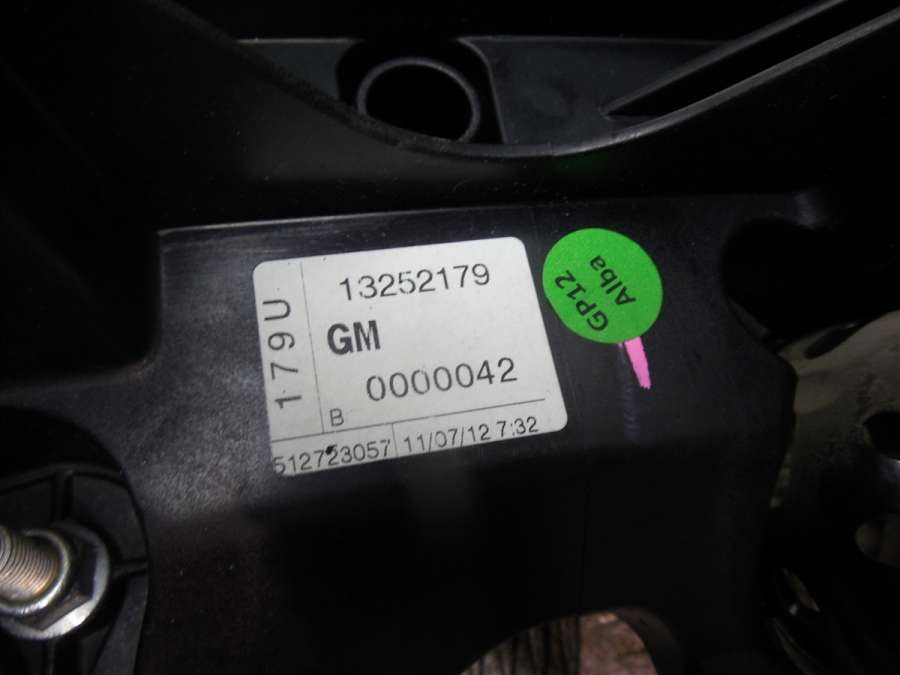 179U
13252179
GM
0000042
B
512723057
11/07/12 7:32
GP12
Alba